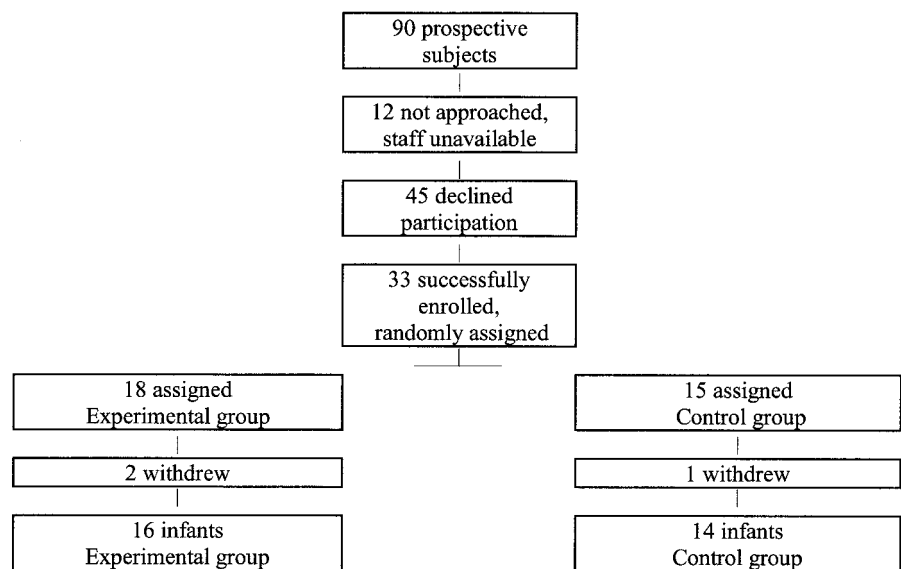 90 prospective
subjects
12 not approached,
staff unavailable
45 declined
participation
33 successfully
enrolled,
randomly assigned
18 assigned
Experimental group
15 assigned
Control group
2 withdrew
1 withdrew
16 infants
Experimental group
14 infants
Control group